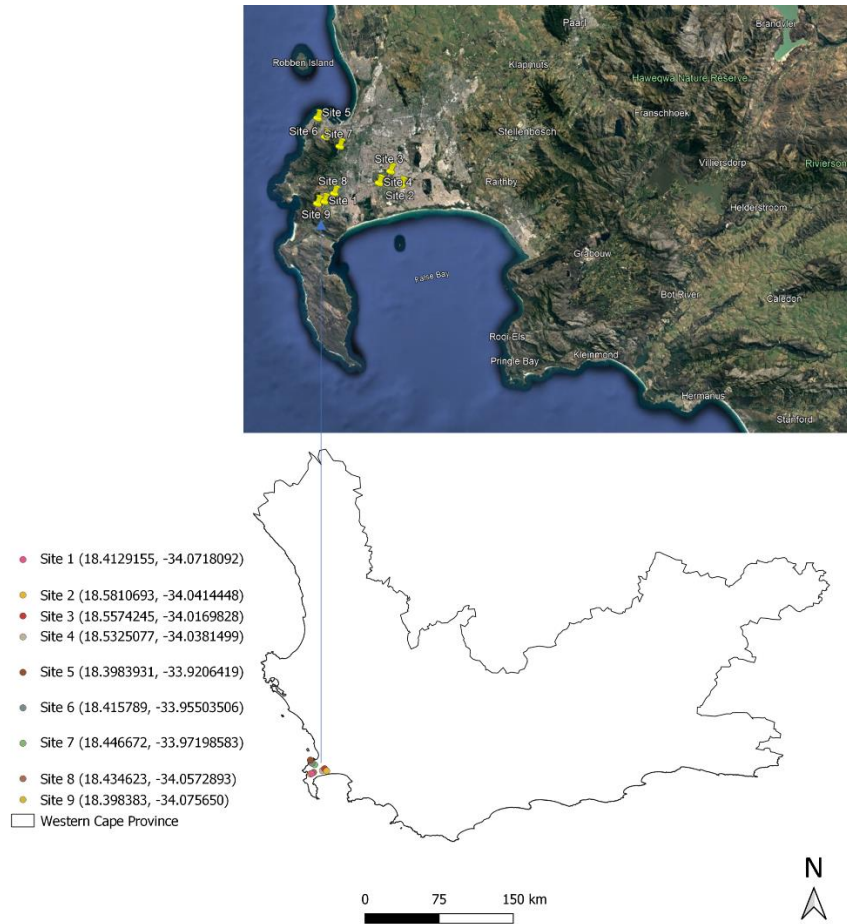 Paarl
Brandvlei
Robben Island
Klapmuts
Hawequa Nature Reserve
Site 5
Franschhoek
Site 6
Site 7
Stellenbosch
Site 3
Villiersdorp
Riviersond
Site 8
Site 4
Raithby
Site 1
Site 2
Helderstroom
Site 9
Grabouw
False Bay
Bot River
Caledon
Rooi-Els
Pringle Bay
Kleinmond
Hermanus
Stanford
Site 1 (18.4129155, -34.0718092)
Site 2 (18.5810693, -34.0414448)
Site 3 (18.5574245, -34.0169828)
Site 4 (18.5325077, -34.0381499)
Site 5 (18.3983931, -33.9206419)
Site 6 (18.415789, -33.95503506)
Site 7 (18.446672, -33.97198583)
Site 8 (18.434623, -34.0572893)
Site 9 (18.398383, -34.075650)
Western Cape Province
N
0 75 150 km